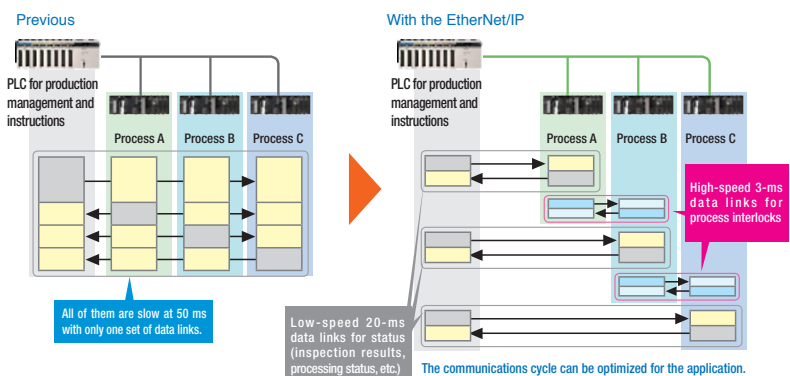 Previous
PLC for production
management and
instructions
Process A
Process B
Process C
All of them are slow at 50 ms
with only one set of data links.
With the EtherNet/IP
PLC for production
management and
instructions
Process A
Process B
Process C
High-speed 3-ms
data links for
process interlocks
Low-speed 20-ms
data links for status
(inspection results,
processing status, etc.)
The communications cycle can be optimized for the application.